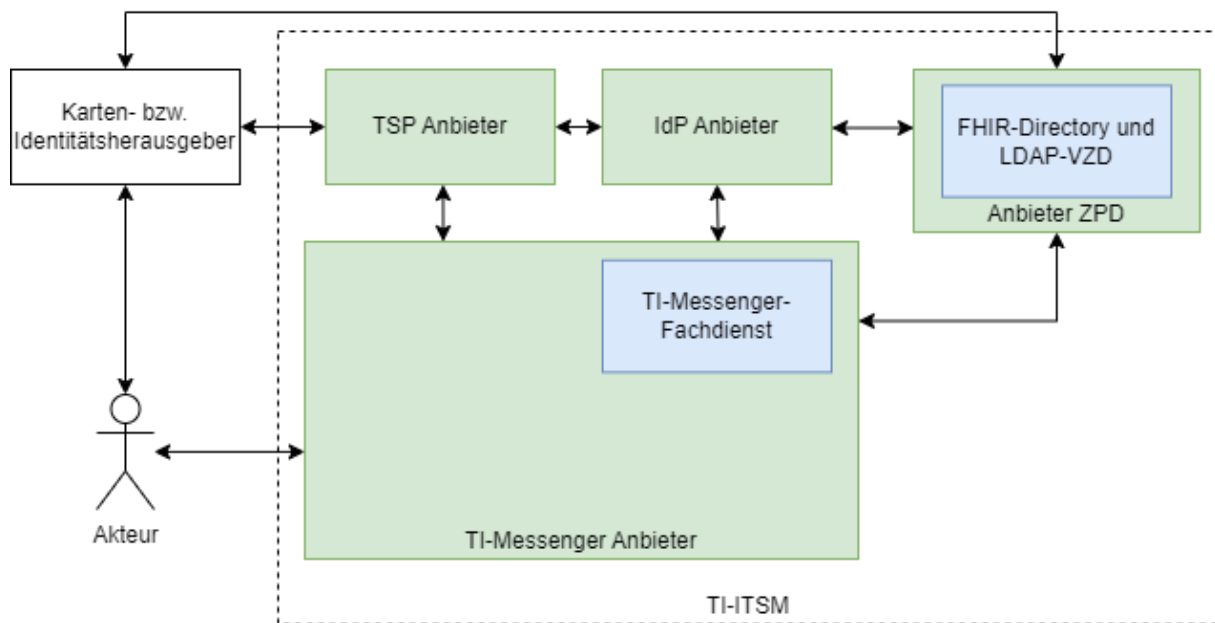 Karten- bzw.
Identitätsherausgeber
TSP Anbieter
IdP Anbieter
FHIR-Directory und
LDAP-VZD
Anbieter ZPD
TI-Messenger-
Fachdienst
Akteur
TI-Messenger Anbieter
TI-ITSM